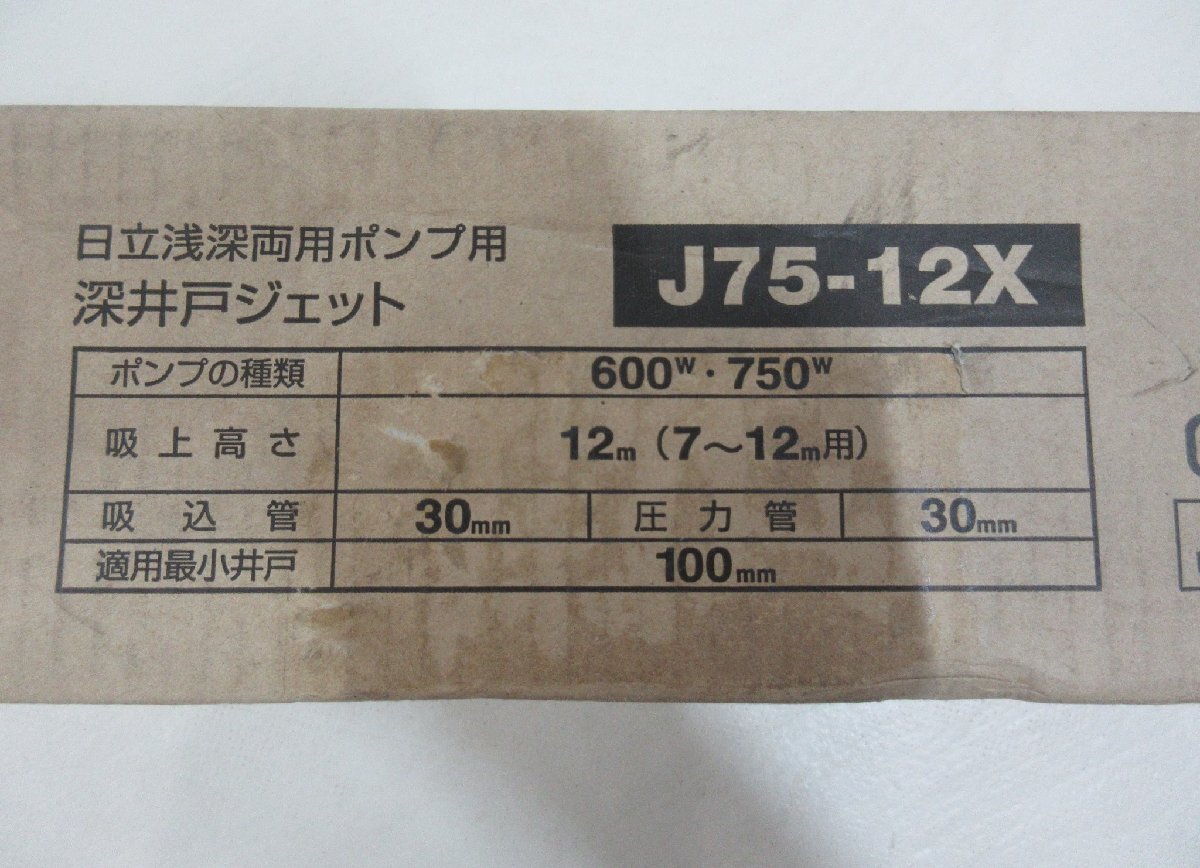 日立浅深両用ポンプ用
深井戸ジェット
J75-12X
ポンプの種類 600W・750W
吸上高さ 12m（7～12m用）
吸込管 30mm 圧力管 30mm
適用最小井戸 100mm